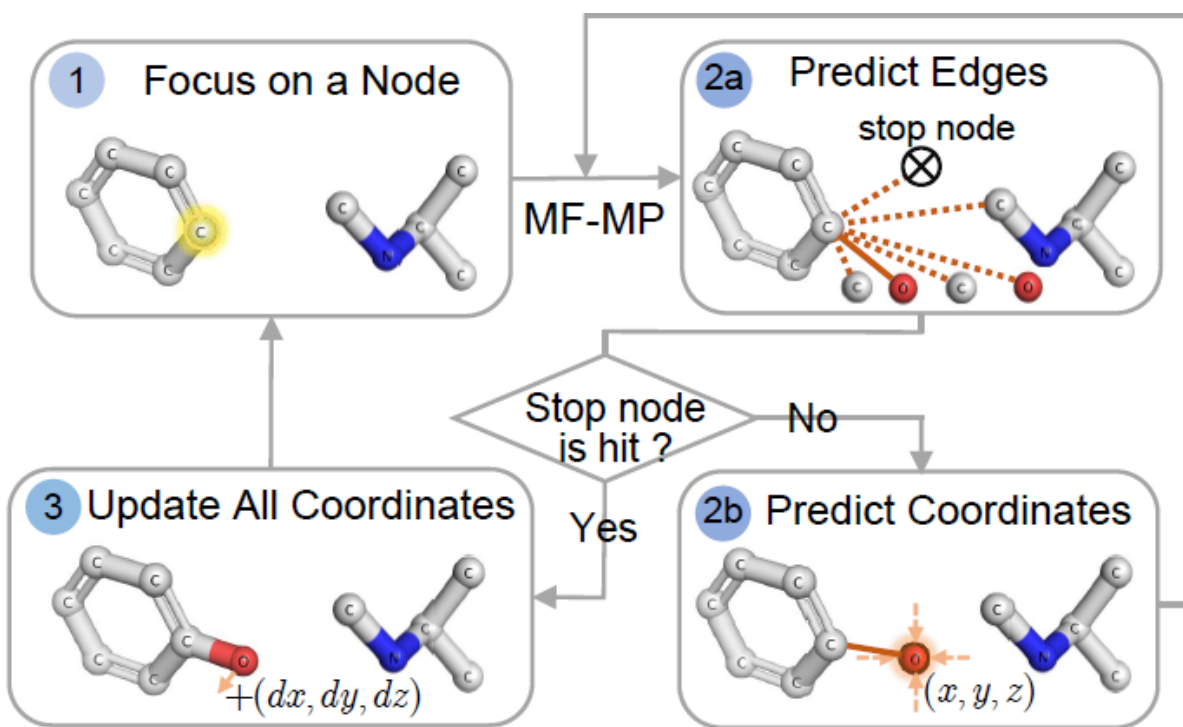 1 Focus on a Node
C C C C C C C
C C C C N
MF-MP
2a Predict Edges
stop node
C C C C C C C
C C C C N
C O C O
Stop node
is hit ?
No
Yes
3 Update All Coordinates
C C C C C C C O
C C C C N
+(dx, dy, dz)
2b Predict Coordinates
C C C C C C C O
C C C C N
(x, y, z)